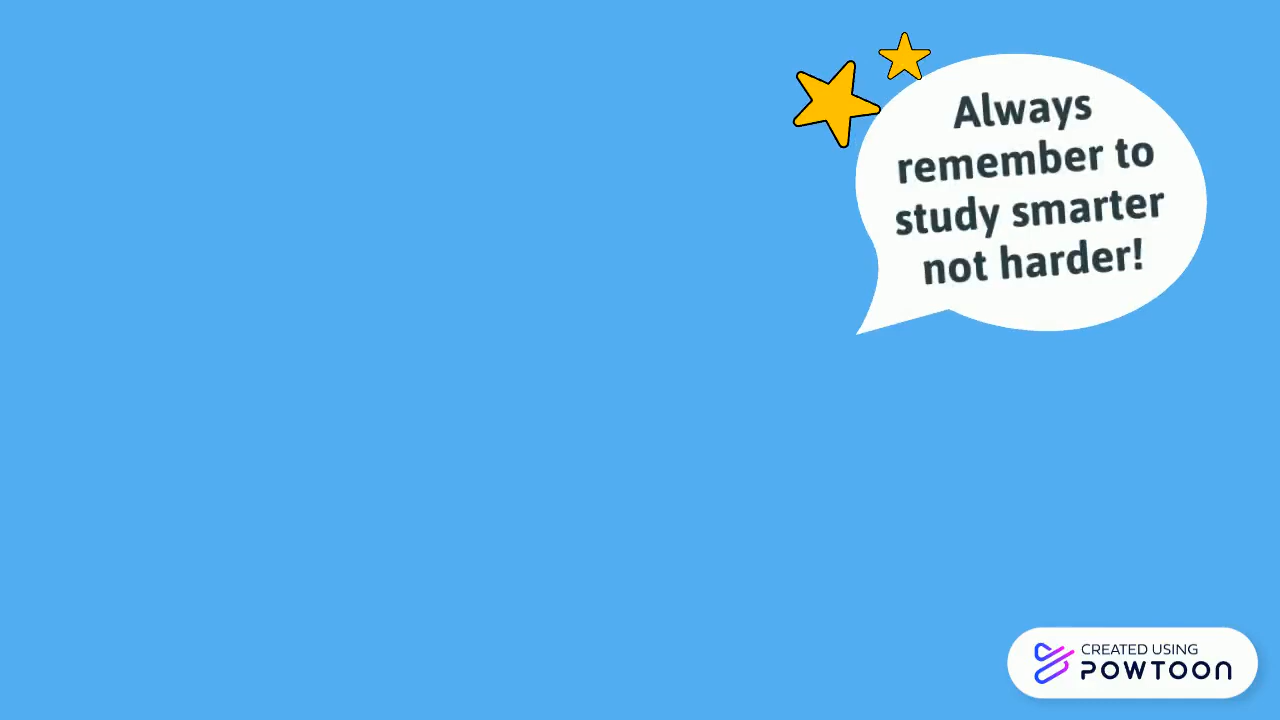 Always
remember to
study smarter
not harder!
CREATED USING
POWTOON